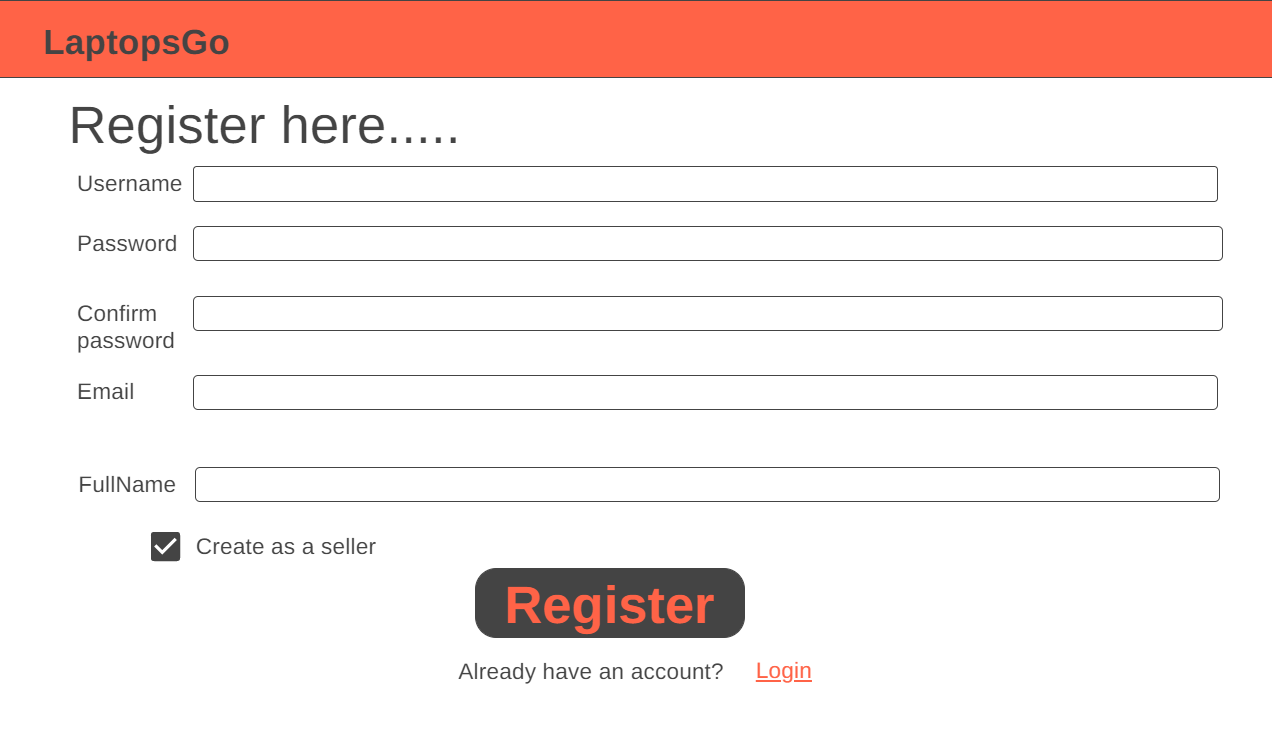 LaptopsGo
Register here.....
Username
Password
Confirm
password
Email
FullName
Create as a seller
Register
Already have an account? Login